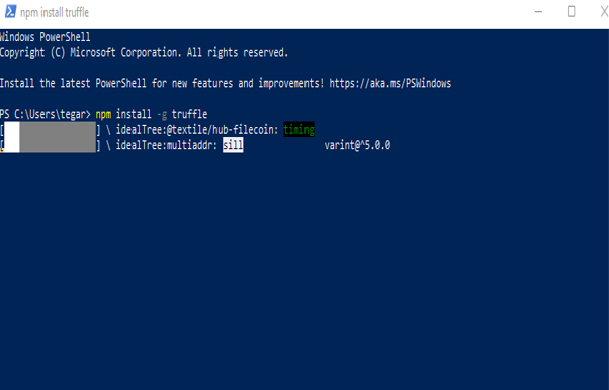 npm install truffle
Windows PowerShell
Copyright (C) Microsoft Corporation. All rights reserved.
Install the latest PowerShell for new features and improvements! https://aka.ms/PSWindows
PS C:\Users\tegar> npm install -g truffle
[ ] \ idealTree:@textile/hub-filecoin: timing
[ ] \ idealTree:multiaddr: sill varint@^5.0.0